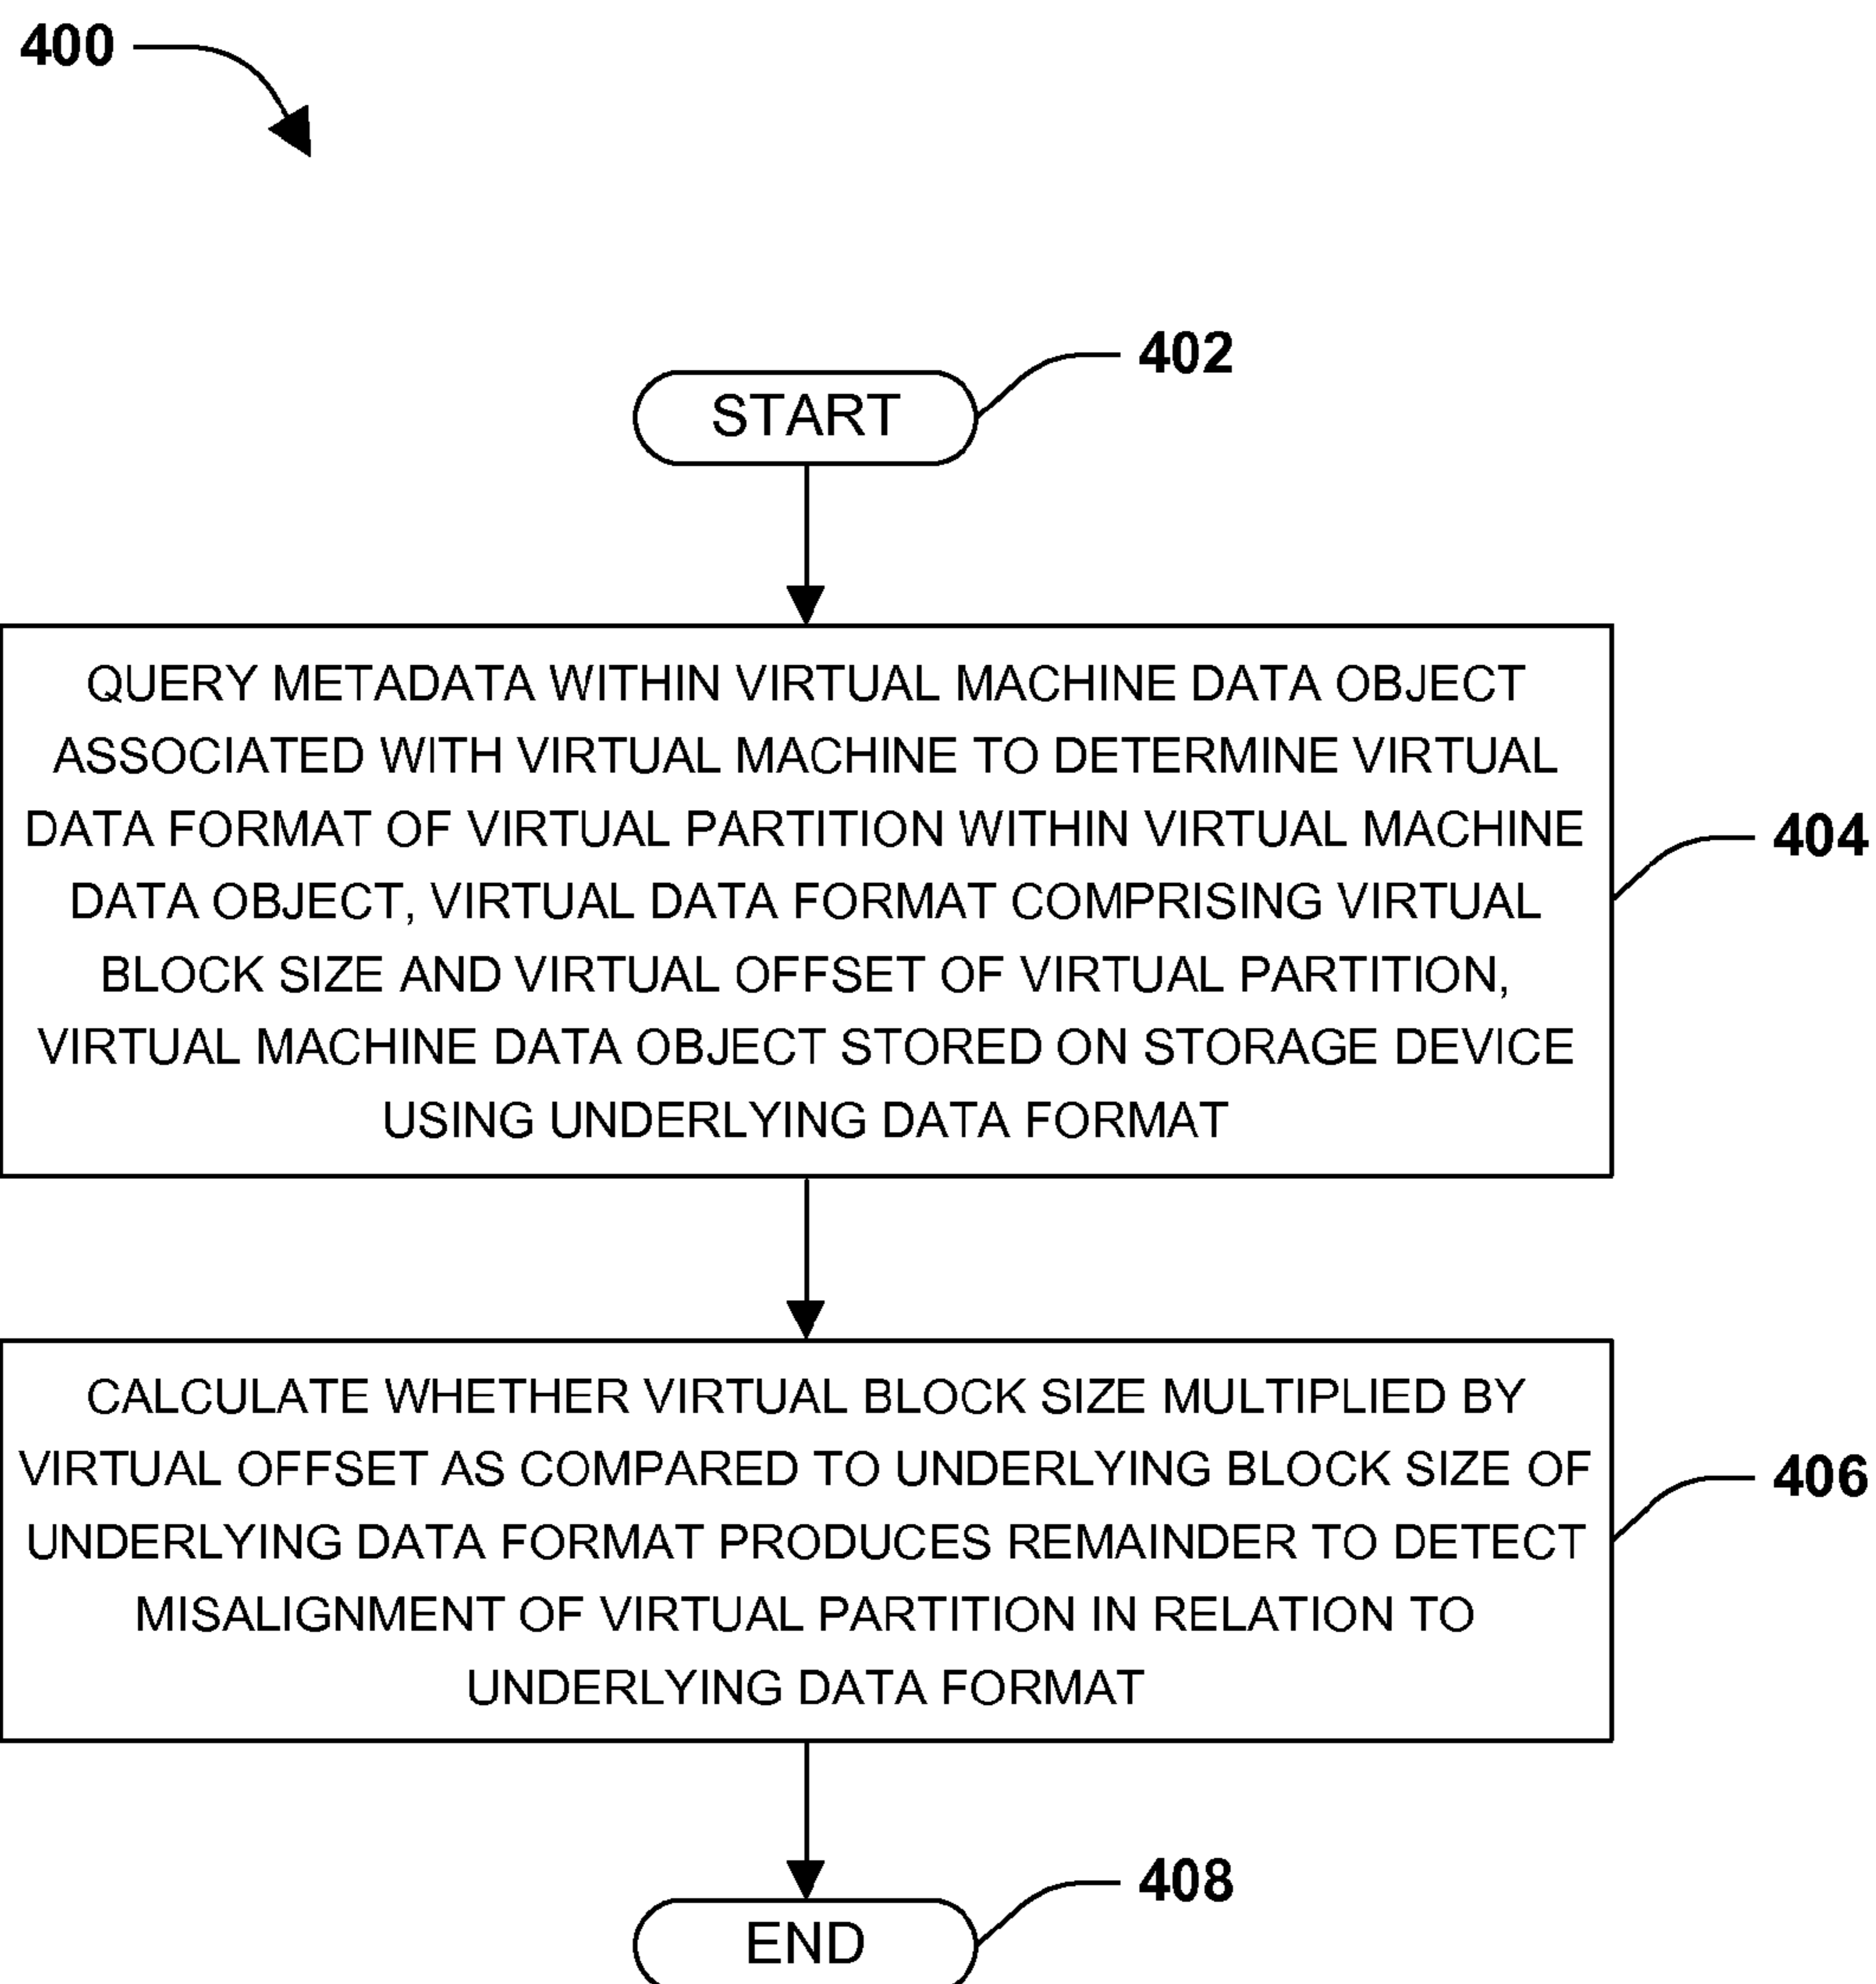 400
402
START
QUERY METADATA WITHIN VIRTUAL MACHINE DATA OBJECT
ASSOCIATED WITH VIRTUAL MACHINE TO DETERMINE VIRTUAL
DATA FORMAT OF VIRTUAL PARTITION WITHIN VIRTUAL MACHINE
DATA OBJECT, VIRTUAL DATA FORMAT COMPRISING VIRTUAL
BLOCK SIZE AND VIRTUAL OFFSET OF VIRTUAL PARTITION,
VIRTUAL MACHINE DATA OBJECT STORED ON STORAGE DEVICE
USING UNDERLYING DATA FORMAT
404
CALCULATE WHETHER VIRTUAL BLOCK SIZE MULTIPLIED BY
VIRTUAL OFFSET AS COMPARED TO UNDERLYING BLOCK SIZE OF
UNDERLYING DATA FORMAT PRODUCES REMAINDER TO DETECT
MISALIGNMENT OF VIRTUAL PARTITION IN RELATION TO
UNDERLYING DATA FORMAT
406
408
END